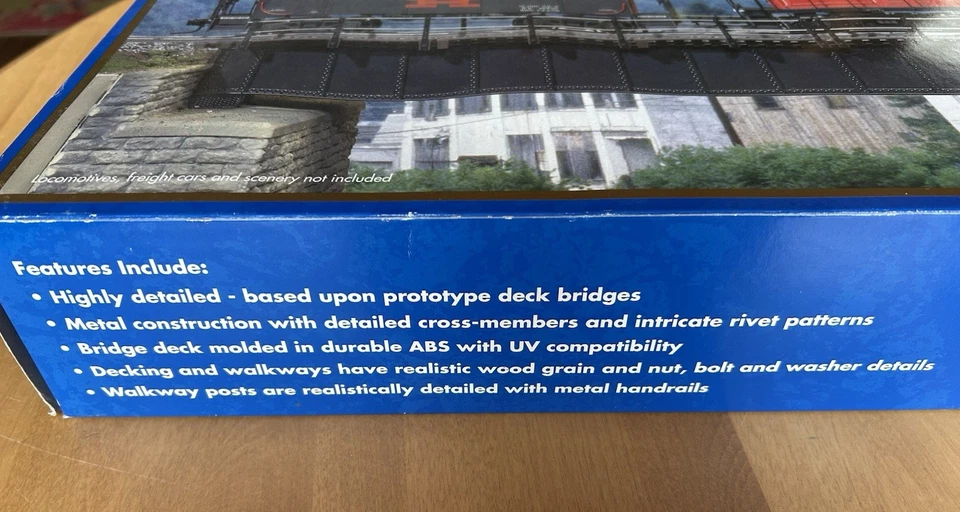 Locomotives, freight cars and scenery not included
Features Include:
• Highly detailed - based upon prototype deck bridges
• Metal construction with detailed cross-members and intricate rivet patterns
• Bridge deck molded in durable ABS with UV compatibility
• Decking and walkways have realistic wood grain and nut, bolt and washer details
• Walkway posts are realistically detailed with metal handrails